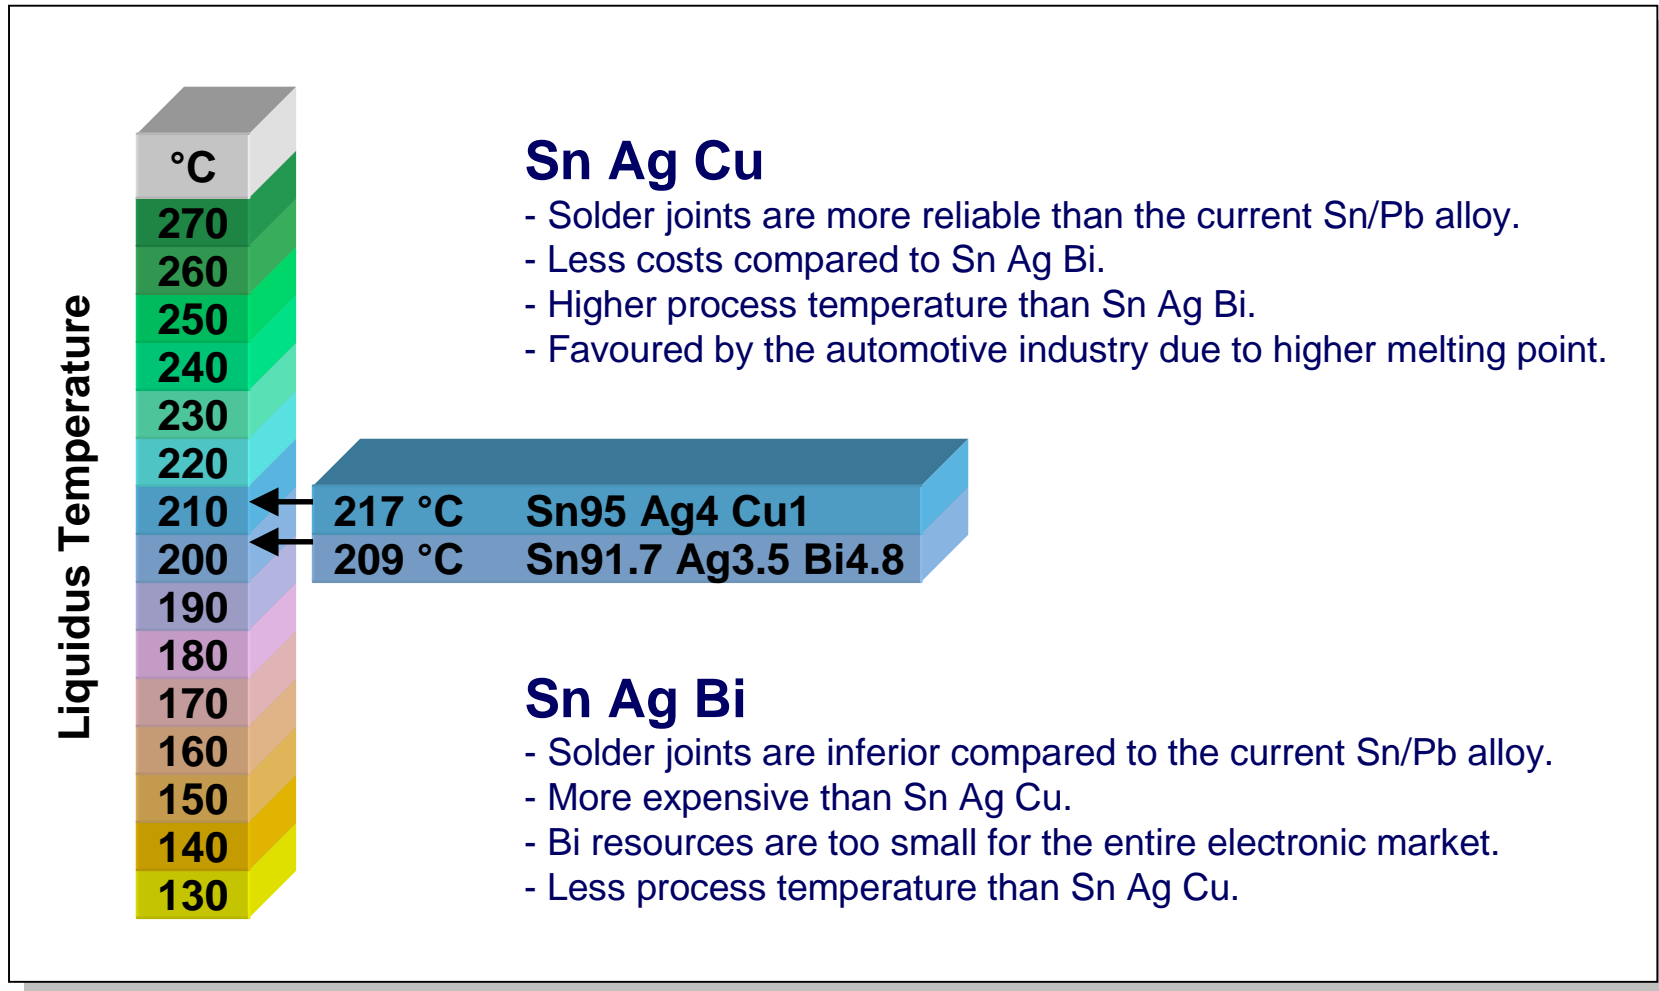 Liquidus Temperature
°C
270
260
250
240
230
220
210
200
190
180
170
160
150
140
130
Sn Ag Cu
- Solder joints are more reliable than the current Sn/Pb alloy.
- Less costs compared to Sn Ag Bi.
- Higher process temperature than Sn Ag Bi.
- Favoured by the automotive industry due to higher melting point.
217 °C Sn95 Ag4 Cu1
209 °C Sn91.7 Ag3.5 Bi4.8
Sn Ag Bi
- Solder joints are inferior compared to the current Sn/Pb alloy.
- More expensive than Sn Ag Cu.
- Bi resources are too small for the entire electronic market.
- Less process temperature than Sn Ag Cu.